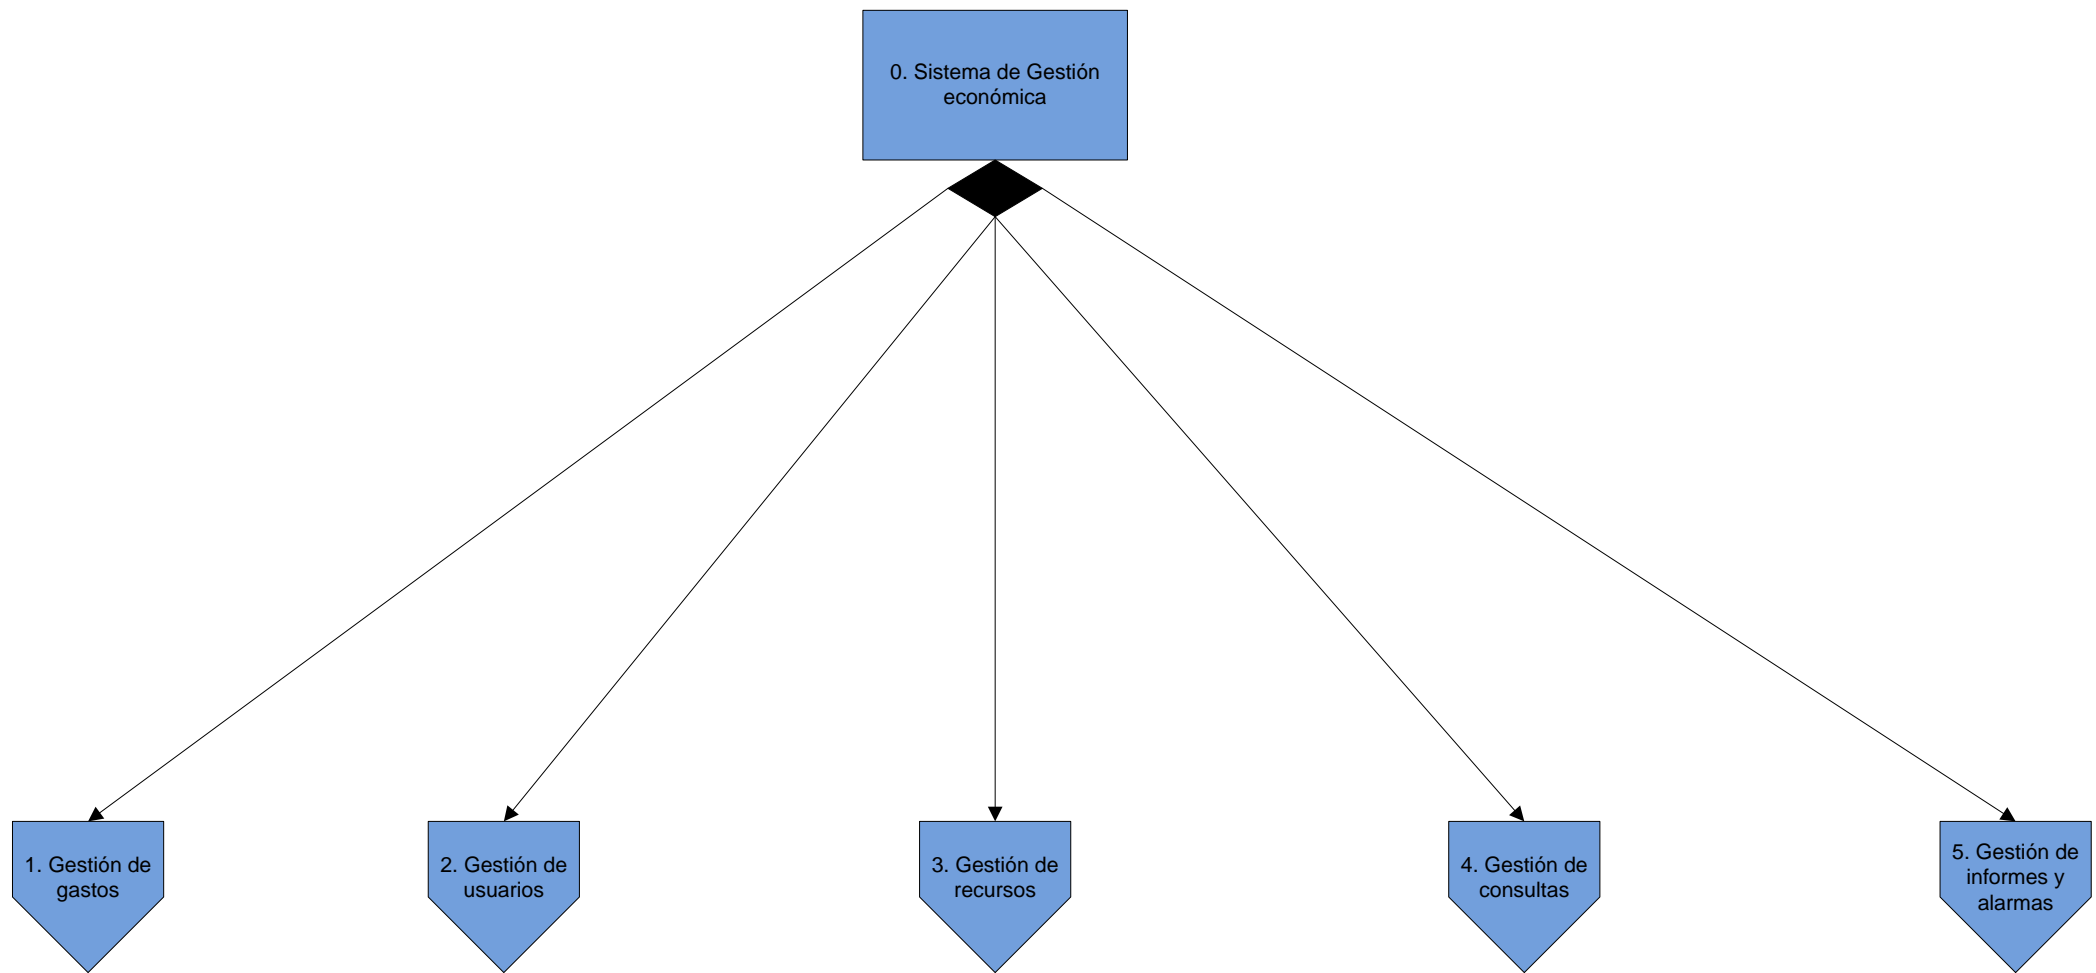 0. Sistema de Gestión
económica
1. Gestión de
gastos
2. Gestión de
usuarios
3. Gestión de
recursos
4. Gestión de
consultas
5. Gestión de
informes y
alarmas